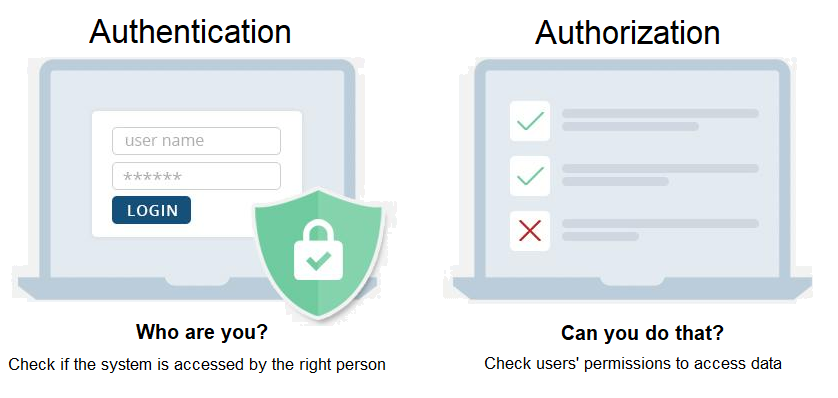 Authentication
user name
******
LOGIN
Who are you?
Check if the system is accessed by the right person
Authorization
Can you do that?
Check users' permissions to access data